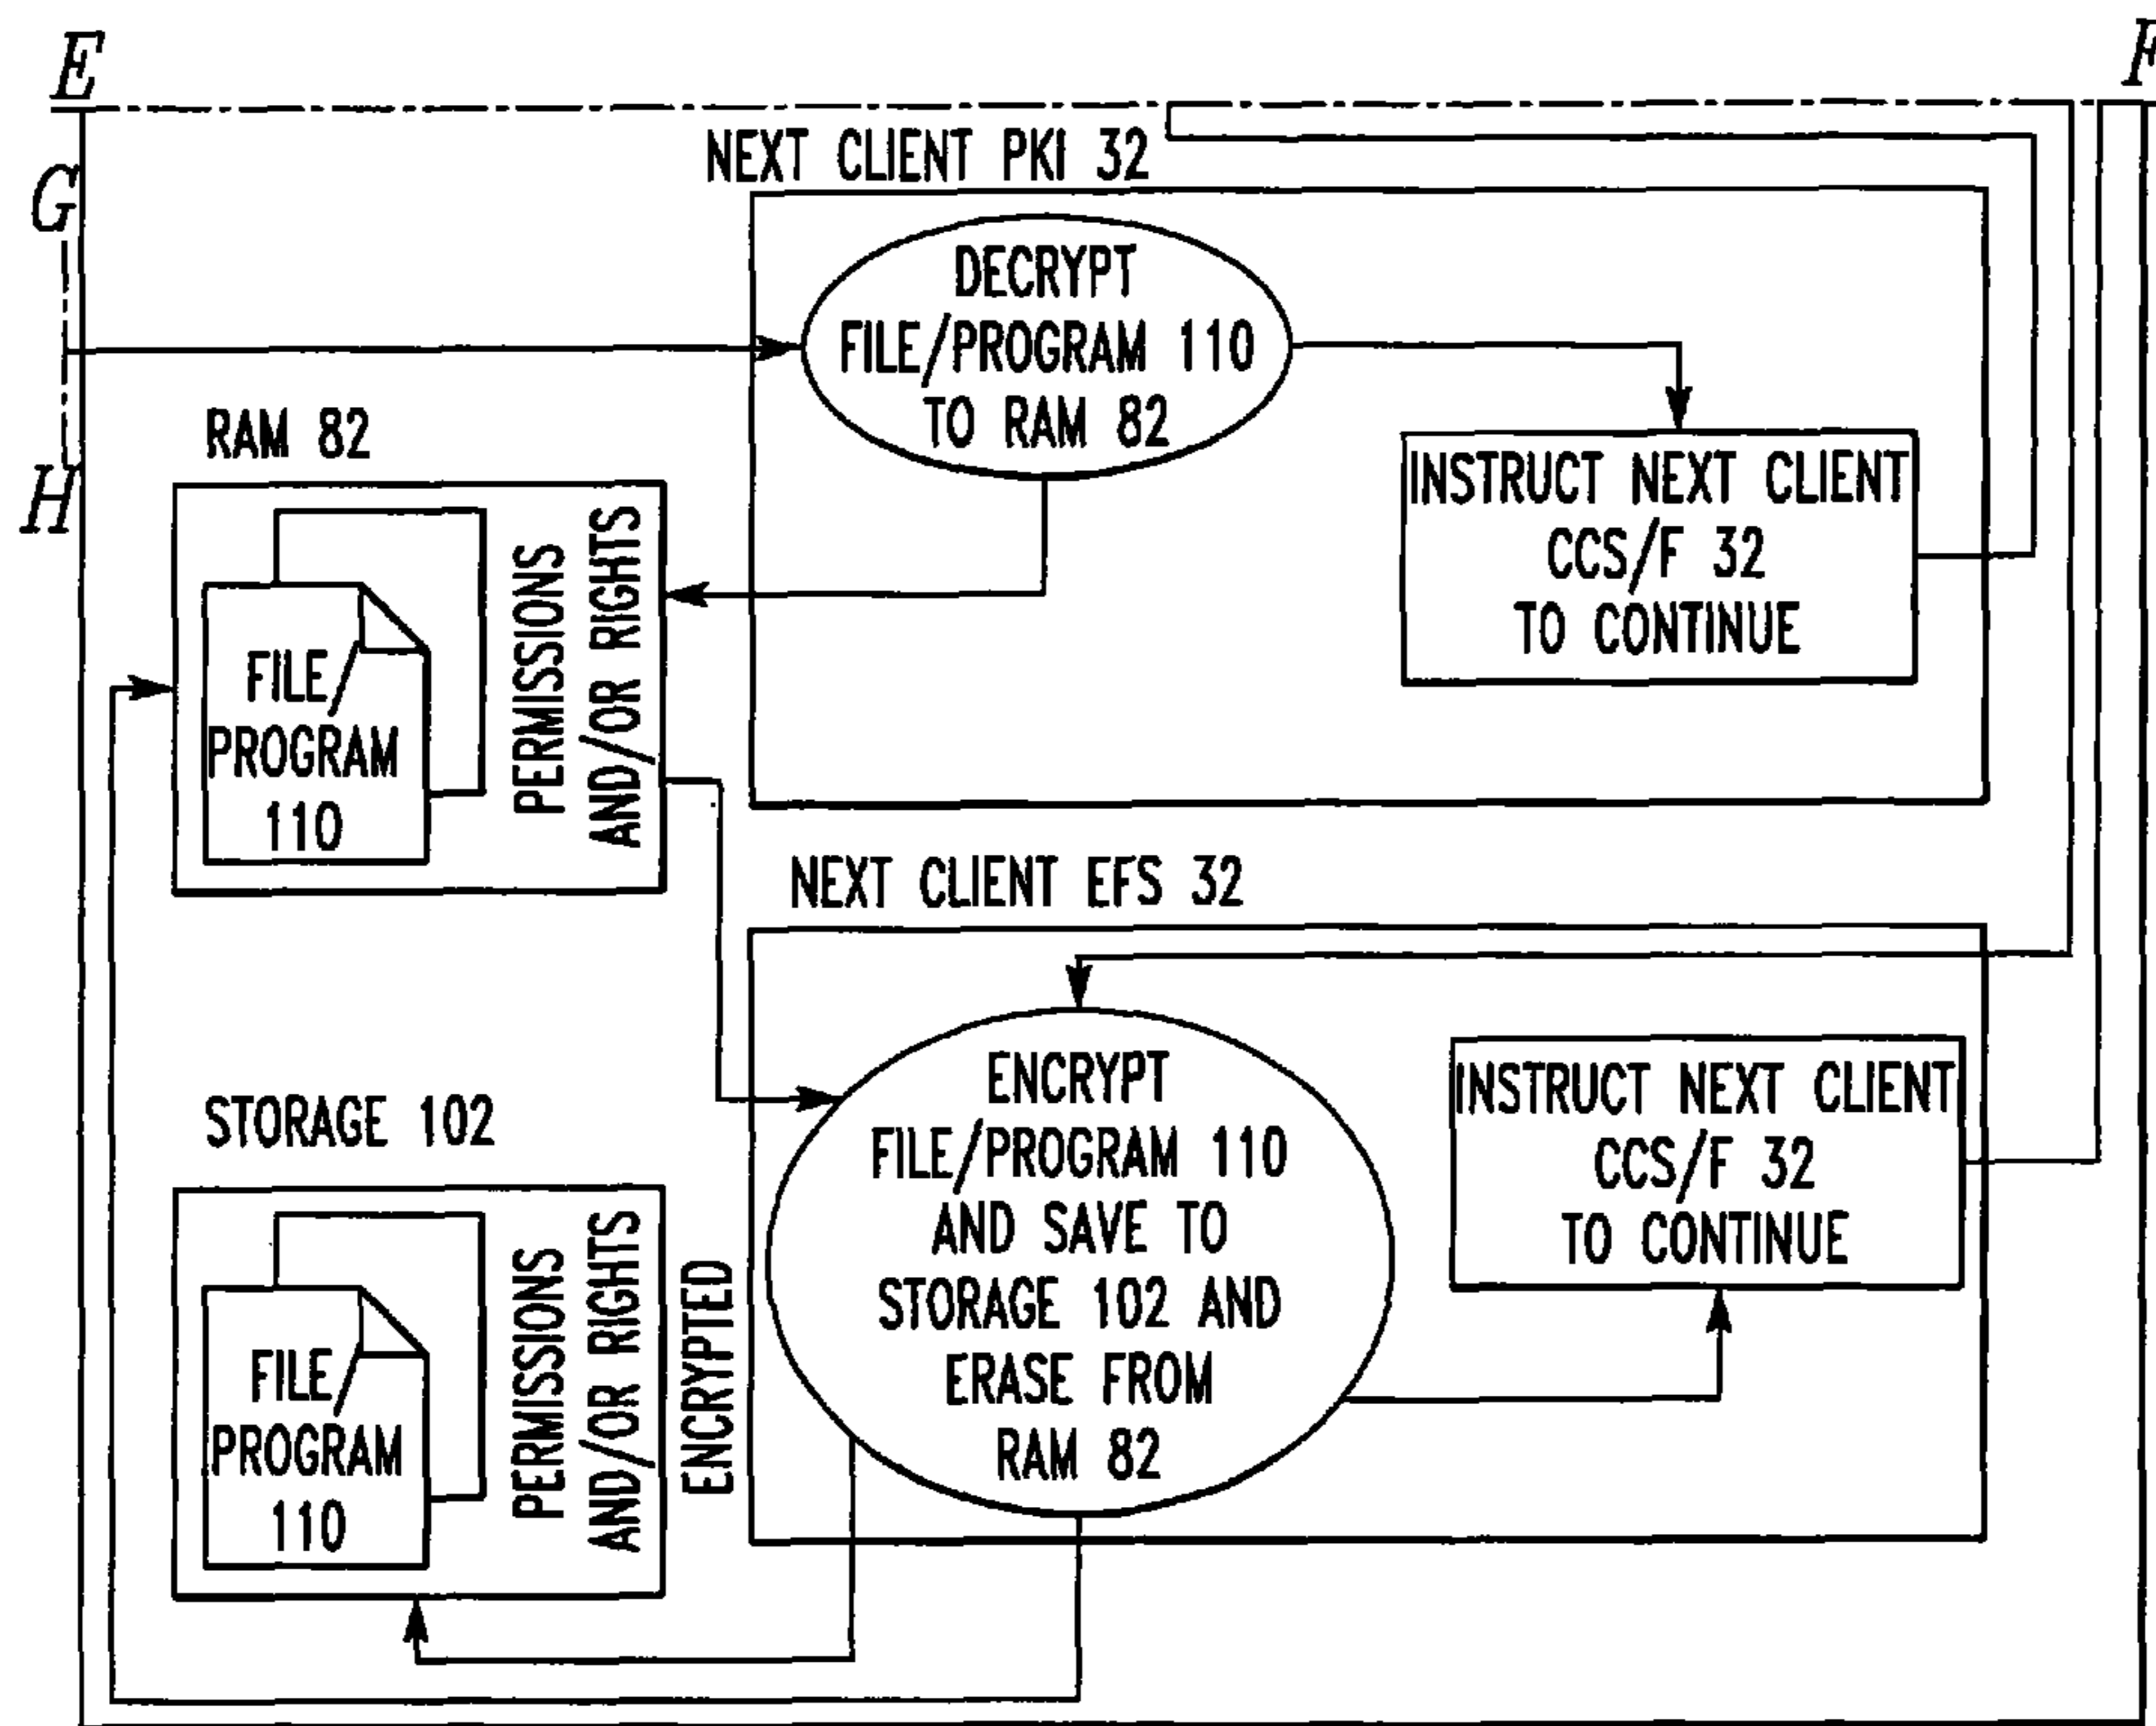 E
F
G
H
NEXT CLIENT PKI 32
DECRYPT
FILE/PROGRAM 110
TO RAM 82
INSTRUCT NEXT CLIENT
CCS/F 32
TO CONTINUE
RAM 82
FILE/
PROGRAM
110
PERMISSIONS
AND/OR RIGHTS
NEXT CLIENT EFS 32
ENCRYPT
FILE/PROGRAM 110
AND SAVE TO
STORAGE 102 AND
ERASE FROM
RAM 82
INSTRUCT NEXT CLIENT
CCS/F 32
TO CONTINUE
STORAGE 102
FILE/
PROGRAM
110
PERMISSIONS
AND/OR RIGHTS
ENCRYPTED